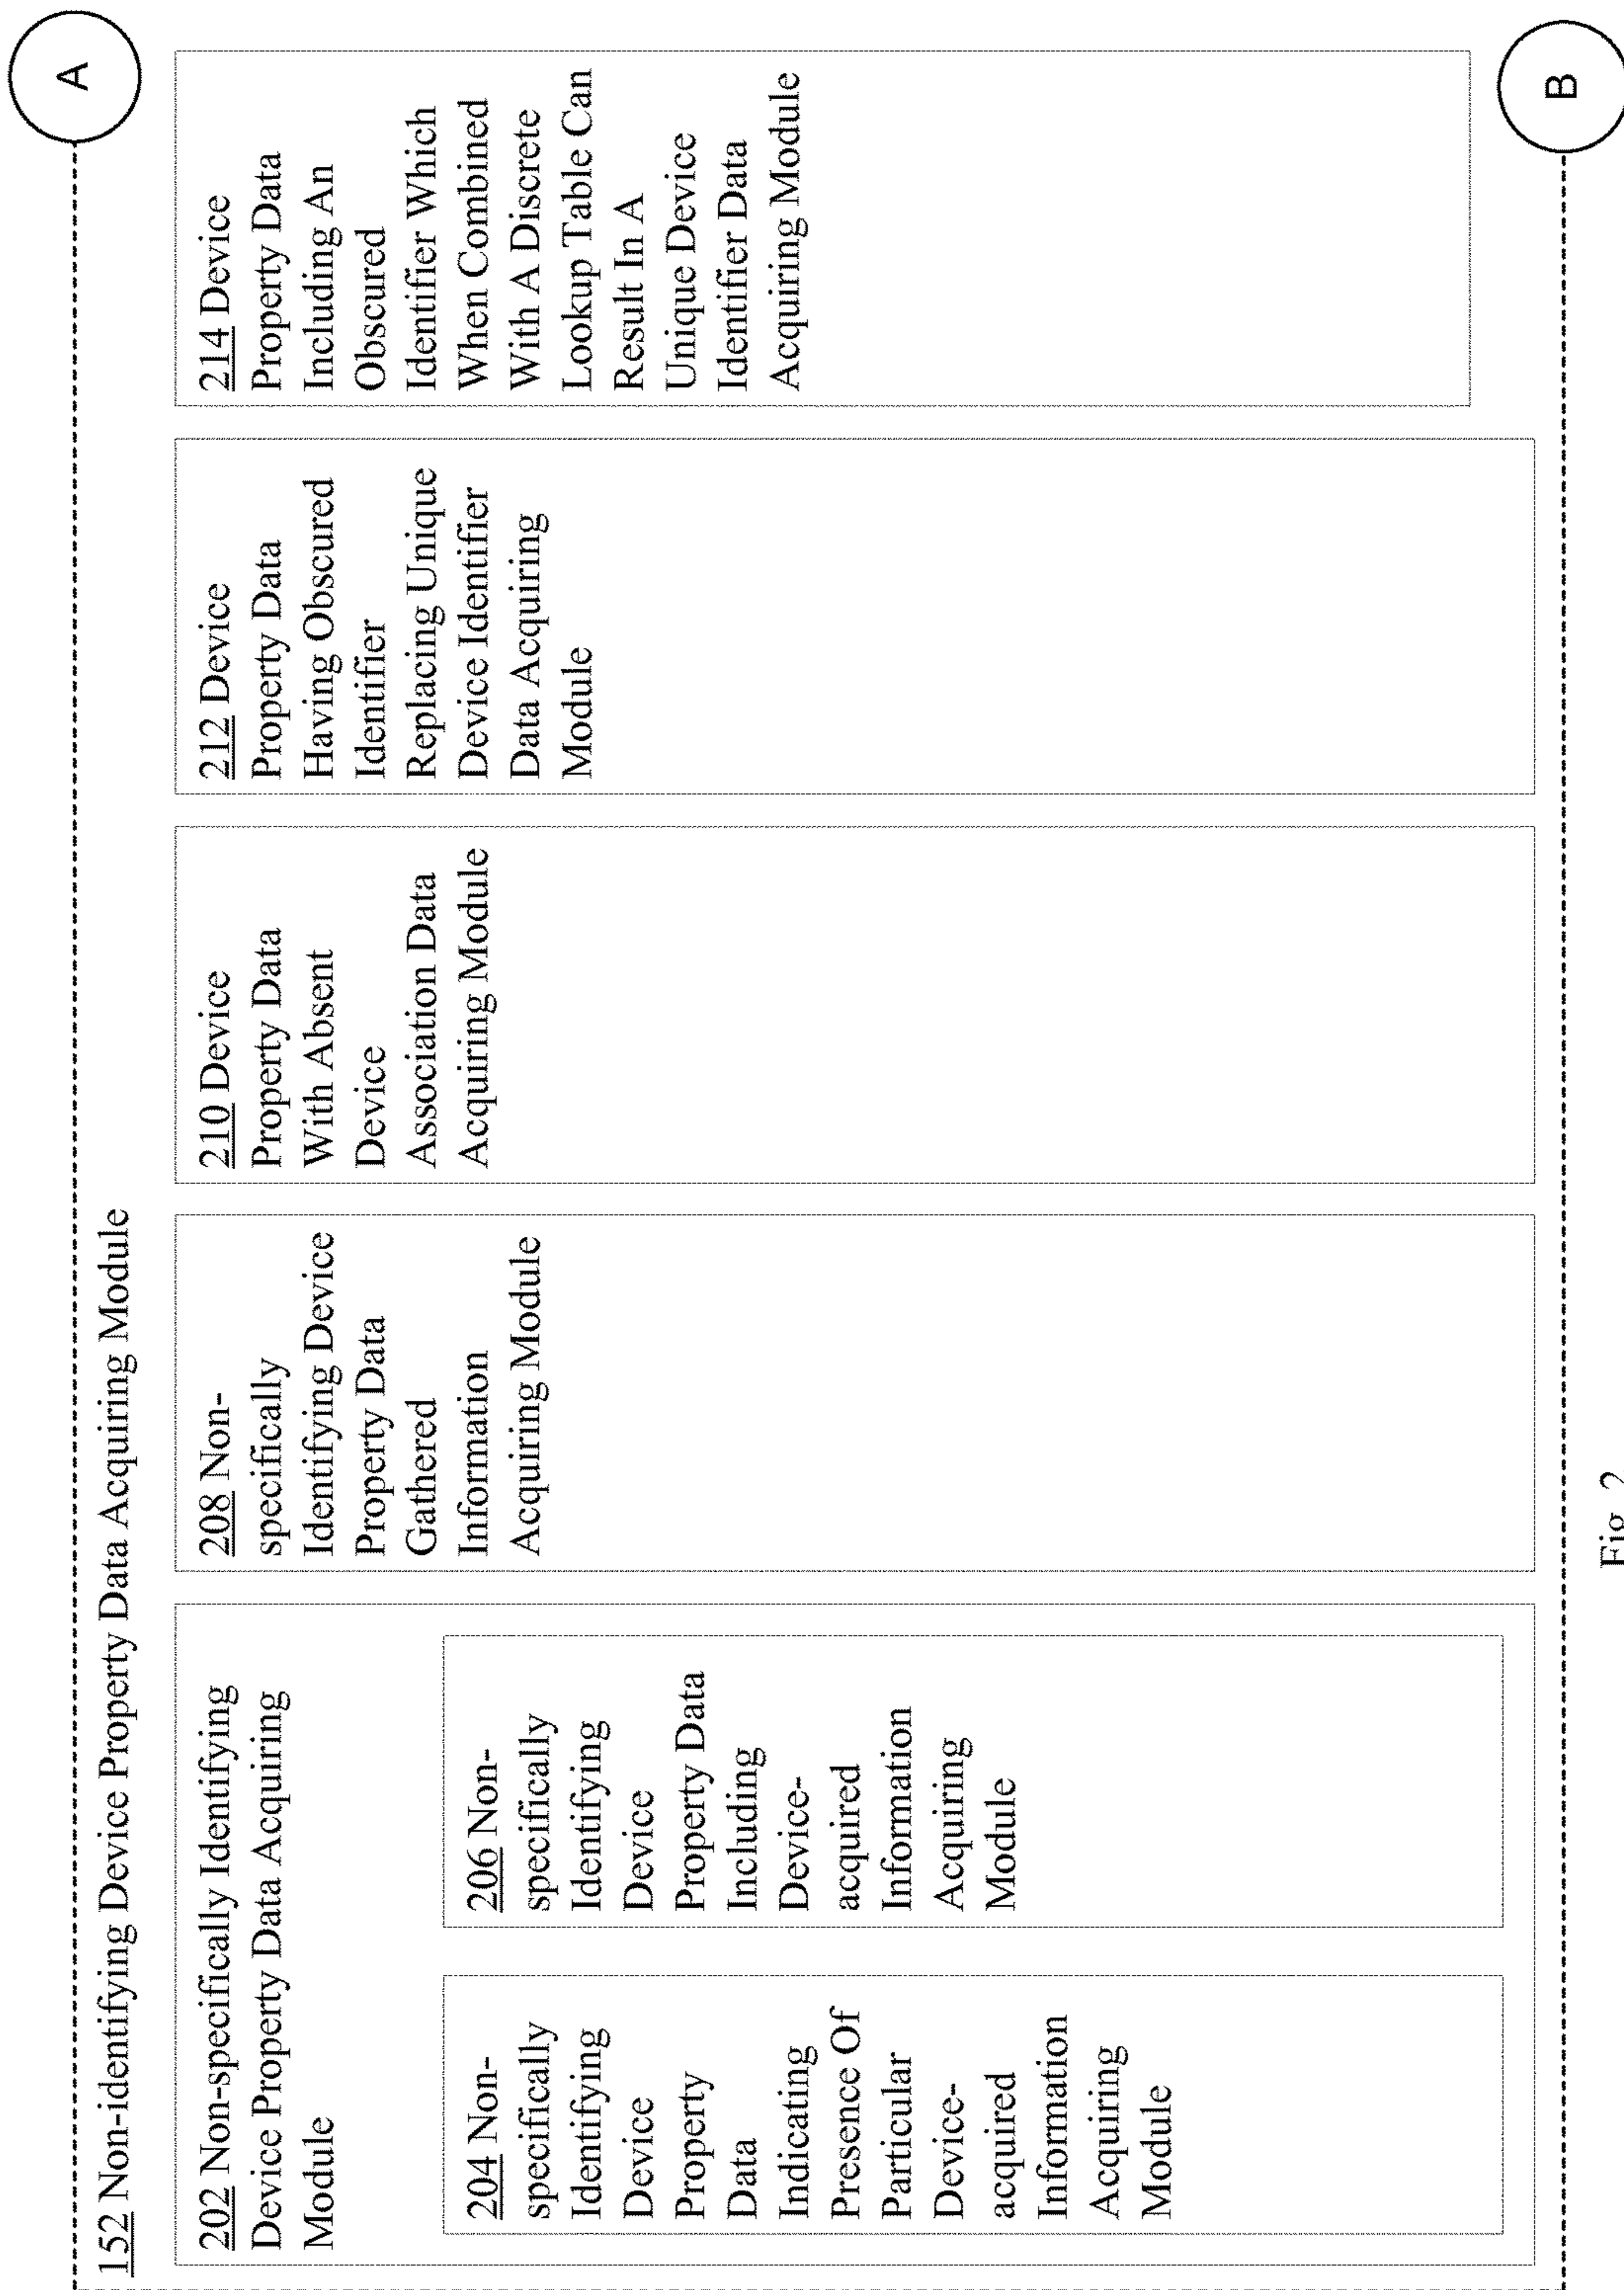 152 Non-identifying Device Property Data Acquiring Module
202 Non-specifically Identifying
Device Property Data Acquiring
Module
204 Non-
specifically
Identifying
Device
Property
Data
Indicating
Presence Of
Particular
Device-
acquired
Information
Acquiring
Module
206 Non-
specifically
Identifying
Device
Property Data
Including
Device-
acquired
Information
Acquiring
Module
208 Non-
specifically
Identifying Device
Property Data
Gathered
Information
Acquiring Module
210 Device
Property Data
With Absent
Device
Association Data
Acquiring Module
212 Device
Property Data
Having Obscured
Identifier
Replacing Unique
Device Identifier
Data Acquiring
Module
214 Device
Property Data
Including An
Obscured
Identifier Which
When Combined
With A Discrete
Lookup Table Can
Result In A
Unique Device
Identifier Data
Acquiring Module
A
B
Fig. 2